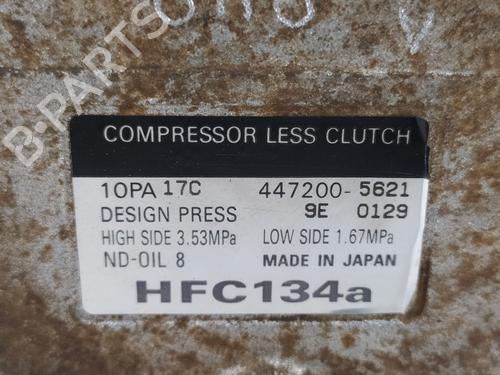 B-PARTS
COMPRESSOR LESS CLUTCH
10PA 17C 447200-5621
DESIGN PRESS 9E 0129
HIGH SIDE 3.53MPa LOW SIDE 1.67MPa
ND-OIL 8 MADE IN JAPAN
HFC134a